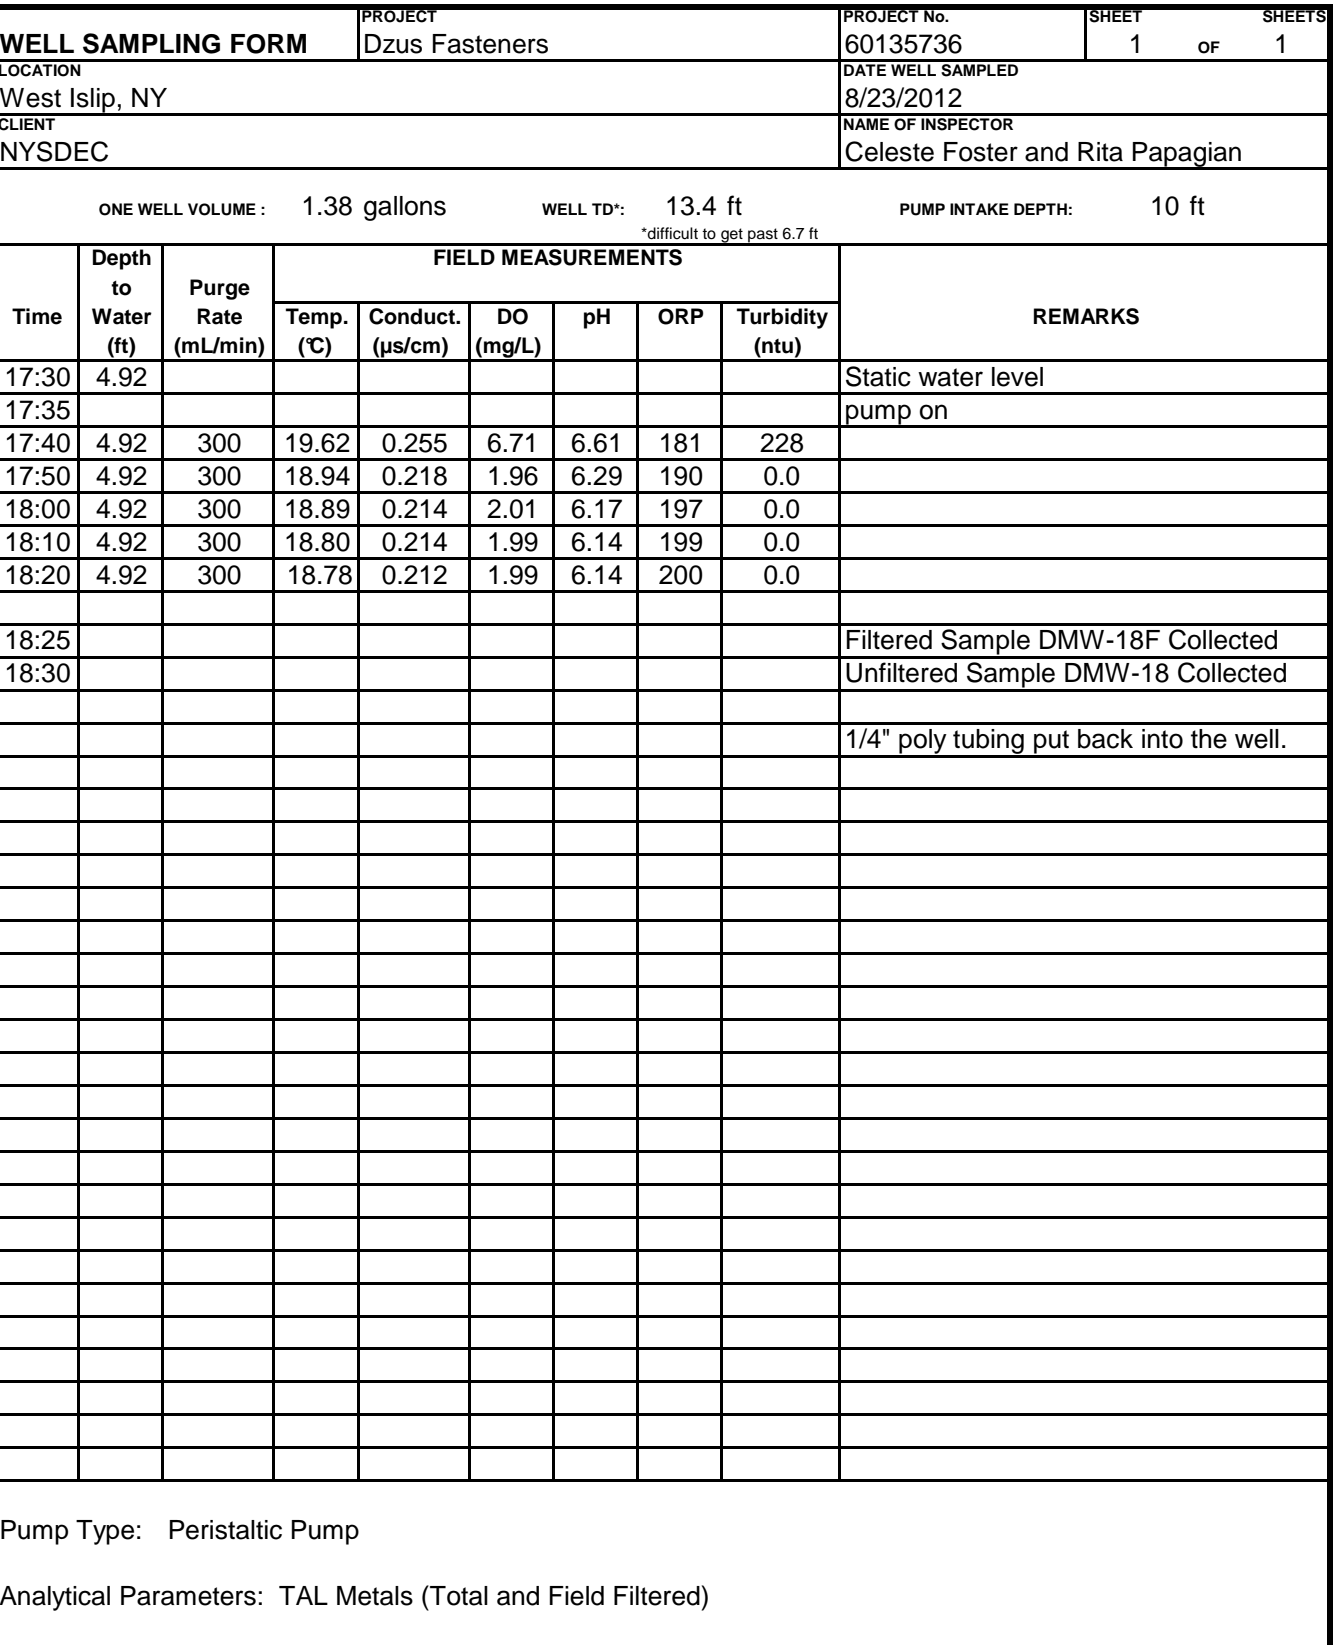 PROJECT PROJECT No. SHEET SHEETS
WELL SAMPLING FORM Dzus Fasteners 60135736 1 OF 1
LOCATION DATE WELL SAMPLED
West Islip, NY 8/23/2012
CLIENT NAME OF INSPECTOR
NYSDEC Celeste Foster and Rita Papagian
ONE WELL VOLUME : 1.38 gallons WELL TD*: 13.4 ft PUMP INTAKE DEPTH: 10 ft
*difficult to get past 6.7 ft
Depth FIELD MEASUREMENTS
to Purge
Time Water Rate Temp. Conduct. DO pH ORP Turbidity REMARKS
(ft) (mL/min) (℃) (µs/cm) (mg/L) (ntu)
17:30 4.92 Static water level
17:35 pump on
17:40 4.92 300 19.62 0.255 6.71 6.61 181 228
17:50 4.92 300 18.94 0.218 1.96 6.29 190 0.0
18:00 4.92 300 18.89 0.214 2.01 6.17 197 0.0
18:10 4.92 300 18.80 0.214 1.99 6.14 199 0.0
18:20 4.92 300 18.78 0.212 1.99 6.14 200 0.0
18:25 Filtered Sample DMW-18F Collected
18:30 Unfiltered Sample DMW-18 Collected
1/4" poly tubing put back into the well.
Pump Type: Peristaltic Pump
Analytical Parameters: TAL Metals (Total and Field Filtered)